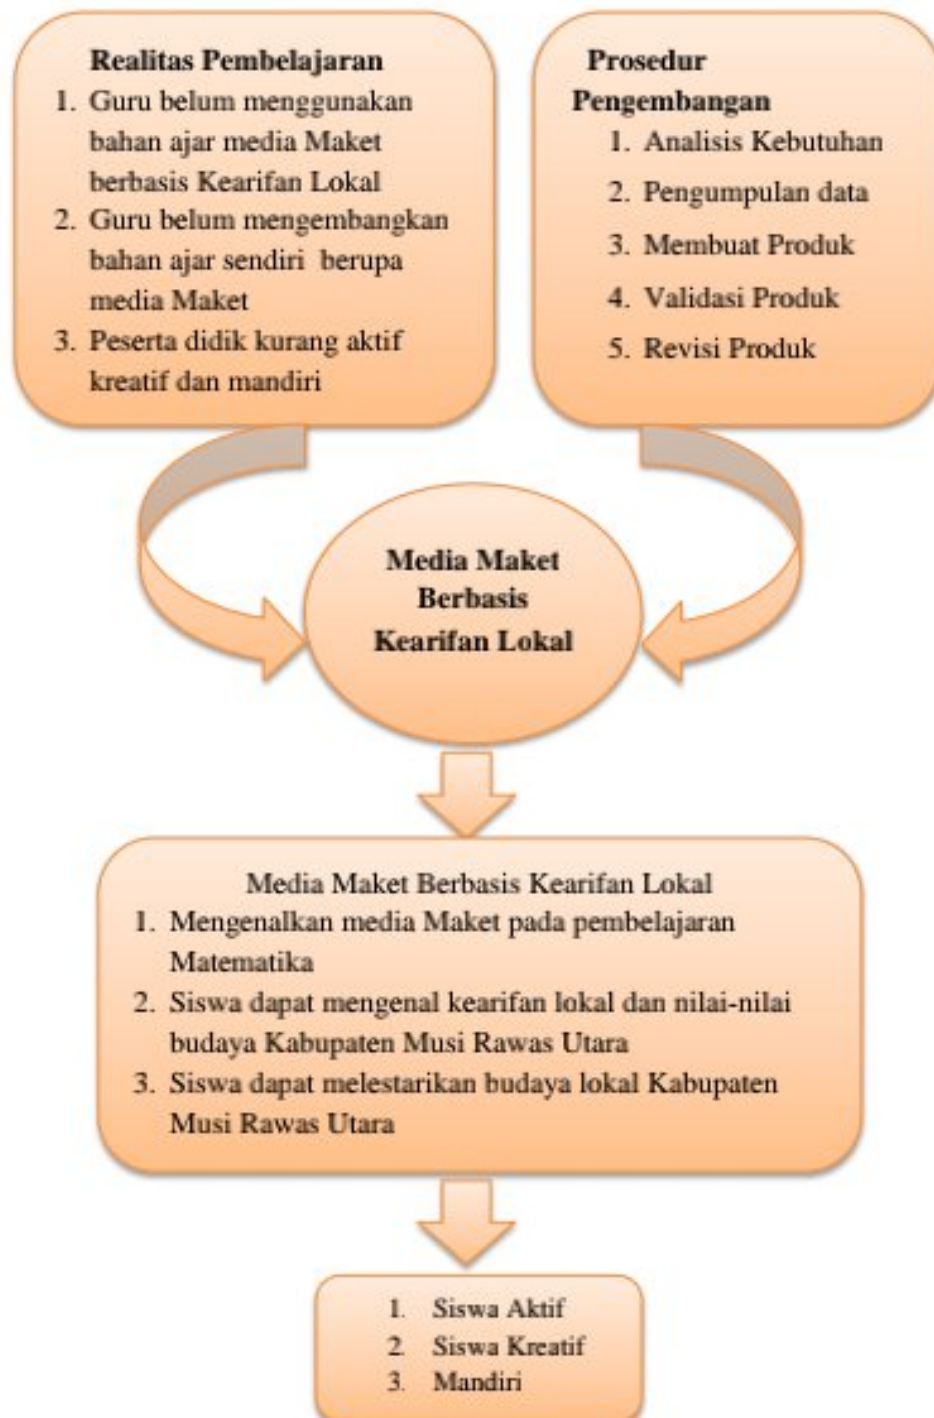 Realitas Pembelajaran
1. Guru belum menggunakan
bahan ajar media Maket
berbasis Kearifan Lokal
2. Guru belum mengembangkan
bahan ajar sendiri berupa
media Maket
3. Peserta didik kurang aktif
kreatif dan mandiri
Prosedur
Pengembangan
1. Analisis Kebutuhan
2. Pengumpulan data
3. Membuat Produk
4. Validasi Produk
5. Revisi Produk
Media Maket
Berbasis
Kearifan Lokal
Media Maket Berbasis Kearifan Lokal
1. Mengenalkan media Maket pada pembelajaran
Matematika
2. Siswa dapat mengenal kearifan lokal dan nilai-nilai
budaya Kabupaten Musi Rawas Utara
3. Siswa dapat melestarikan budaya lokal Kabupaten
Musi Rawas Utara
1. Siswa Aktif
2. Siswa Kreatif
3. Mandiri